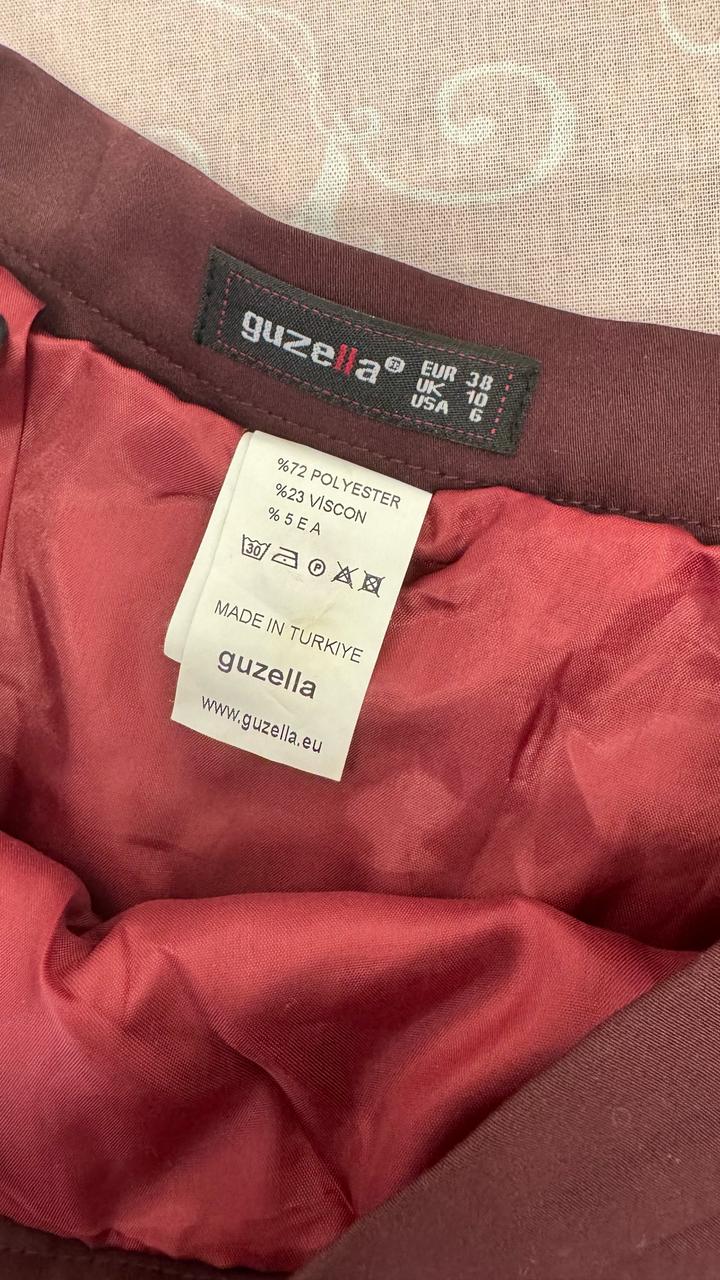 guzella®
EUR 38
UK 10
USA 6
%72 POLYESTER
%23 VİSCON
% 5 E A
30 P
MADE IN TURKIYE
guzella
www.guzella.eu